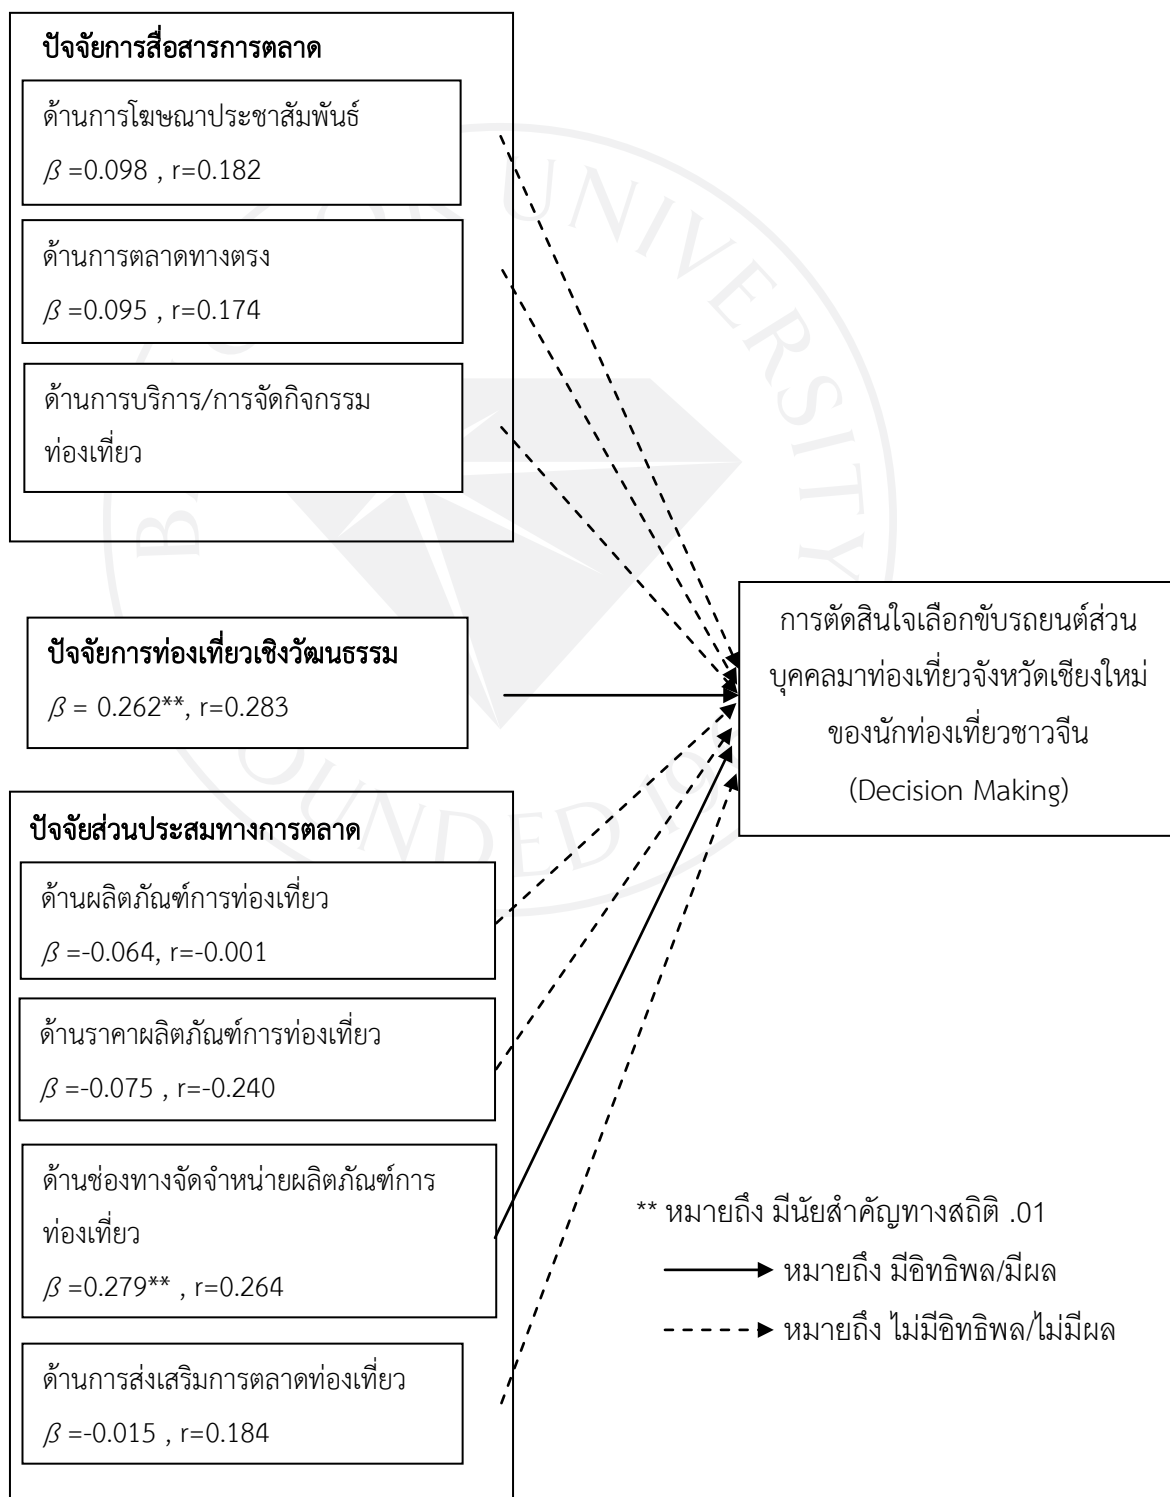 ปัจจัยการสื่อสารการตลาด
ด้านการโฆษณาประชาสัมพันธ์
β =0.098 , r=0.182
ด้านการตลาดทางตรง
β =0.095 , r=0.174
ด้านการบริการ/การจัดกิจกรรม
ท่องเที่ยว
ปัจจัยการท่องเที่ยวเชิงวัฒนธรรม
β = 0.262**, r=0.283
การตัดสินใจเลือกขับรถยนต์ส่วน
บุคคลมาท่องเที่ยวจังหวัดเชียงใหม่
ของนักท่องเที่ยวชาวจีน
(Decision Making)
ปัจจัยส่วนประสมทางการตลาด
ด้านผลิตภัณฑ์การท่องเที่ยว
β =-0.064, r=-0.001
ด้านราคาผลิตภัณฑ์การท่องเที่ยว
β =-0.075 , r=-0.240
ด้านช่องทางจัดจำหน่ายผลิตภัณฑ์การ
ท่องเที่ยว
β =0.279** , r=0.264
ด้านการส่งเสริมการตลาดท่องเที่ยว
β =-0.015 , r=0.184
** หมายถึง มีนัยสำคัญทางสถิติ .01
หมายถึง มีอิทธิพล/มีผล
หมายถึง ไม่มีอิทธิพล/ไม่มีผล
UNIVERSITY